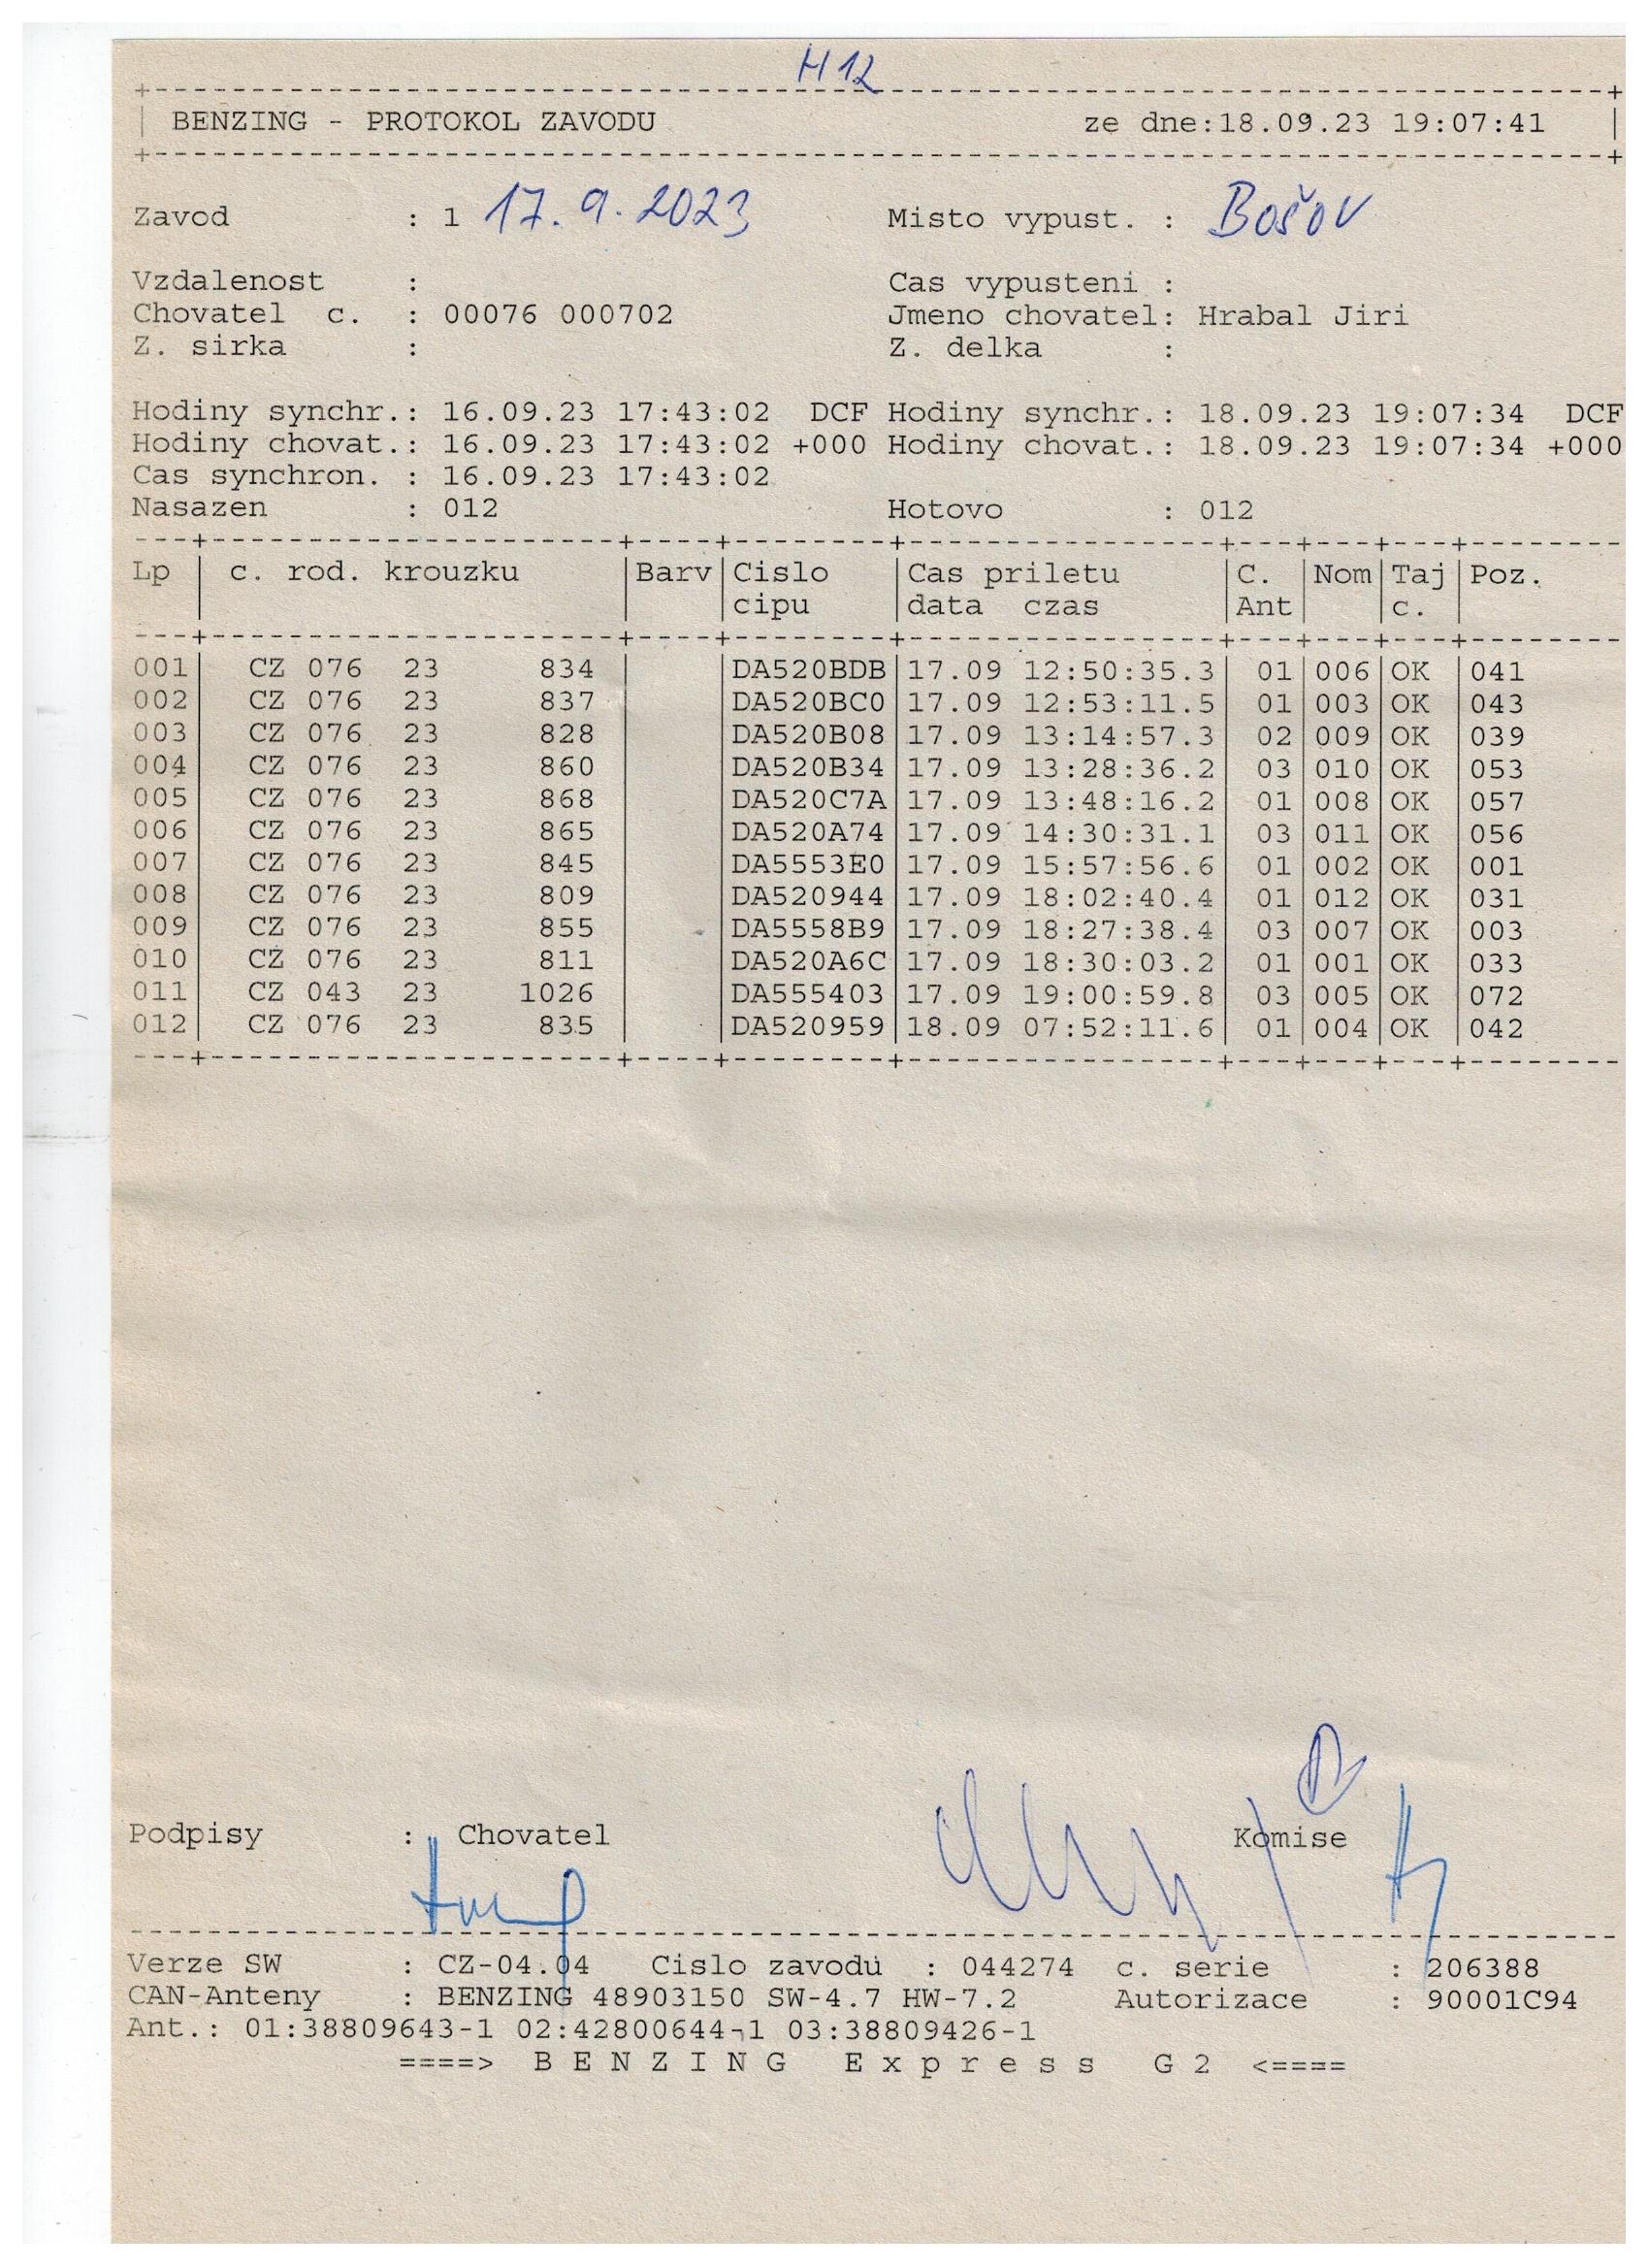 H12
BENZING - PROTOKOL ZAVODU ze dne:18.09.23 19:07:41
Zavod : 1 17.9.2023 Misto vypust. : Bošov
Vzdalenost : Cas vypusteni :
Chovatel c. : 00076 000702 Jmeno chovatel: Hrabal Jiri
Z. sirka : Z. delka :
Hodiny synchr.: 16.09.23 17:43:02 DCF Hodiny synchr.: 18.09.23 19:07:34 DCF
Hodiny chovat.: 16.09.23 17:43:02 +000 Hodiny chovat.: 18.09.23 19:07:34 +000
Cas synchron. : 16.09.23 17:43:02
Nasazen : 012 Hotovo : 012
Lp | c. rod. krouzku |Barv|Cislo |Cas priletu |C. |Nom|Taj|Poz.
cipu |data czas |Ant| |c. |
001| CZ 076 23 834 | |DA520BDB|17.09 12:50:35.3| 01|006|OK |041
002| CZ 076 23 837 | |DA520BC0|17.09 12:53:11.5| 01|003|OK |043
003| CZ 076 23 828 | |DA520B08|17.09 13:14:57.3| 02|009|OK |039
004| CZ 076 23 860 | |DA520B34|17.09 13:28:36.2| 03|010|OK |053
005| CZ 076 23 868 | |DA520C7A|17.09 13:48:16.2| 01|008|OK |057
006| CZ 076 23 865 | |DA520A74|17.09 14:30:31.1| 03|011|OK |056
007| CZ 076 23 845 | |DA5553E0|17.09 15:57:56.6| 01|002|OK |001
008| CZ 076 23 809 | |DA520944|17.09 18:02:40.4| 01|012|OK |031
009| CZ 076 23 855 | |DA5558B9|17.09 18:27:38.4| 03|007|OK |003
010| CZ 076 23 811 | |DA520A6C|17.09 18:30:03.2| 01|001|OK |033
011| CZ 043 23 1026 | |DA555403|17.09 19:00:59.8| 03|005|OK |072
012| CZ 076 23 835 | |DA520959|18.09 07:52:11.6| 01|004|OK |042
Podpisy : Chovatel Komise
Verze SW : CZ-04.04 Cislo zavodu : 044274 c. serie : 206388
CAN-Anteny : BENZING 48903150 SW-4.7 HW-7.2 Autorizace : 90001C94
Ant.: 01:38809643-1 02:42800644-1 03:38809426-1
====> B E N Z I N G E x p r e s s G 2 <====